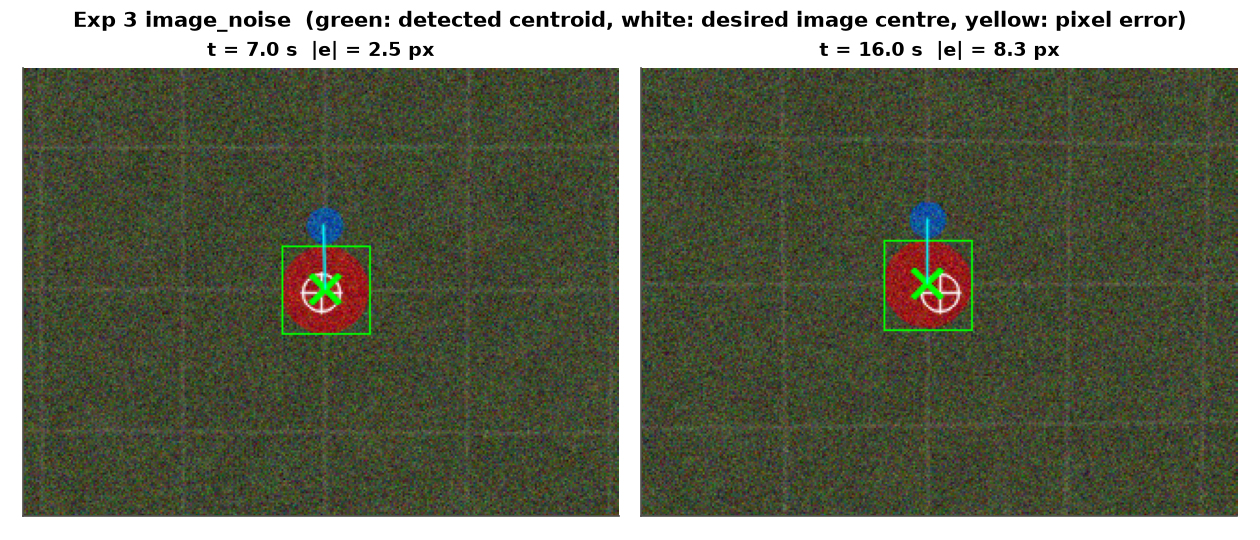 Exp 3 image_noise (green: detected centroid, white: desired image centre, yellow: pixel error)
t = 7.0 s |e| = 2.5 px
t = 16.0 s |e| = 8.3 px